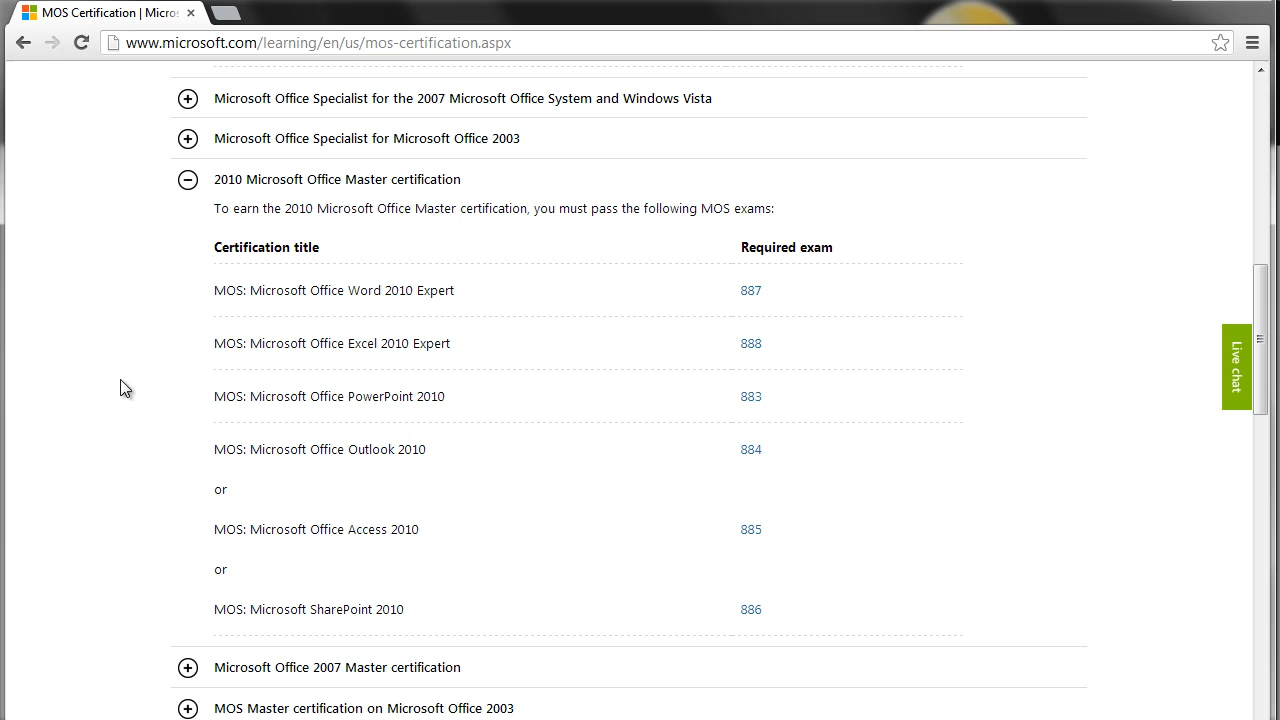 MOS Certification | Micros
www.microsoft.com/learning/en/us/mos-certification.aspx
Microsoft Office Specialist for the 2007 Microsoft Office System and Windows Vista
Microsoft Office Specialist for Microsoft Office 2003
2010 Microsoft Office Master certification
To earn the 2010 Microsoft Office Master certification, you must pass the following MOS exams:
Certification title Required exam
MOS: Microsoft Office Word 2010 Expert 887
MOS: Microsoft Office Excel 2010 Expert 888
Live chat
MOS: Microsoft Office PowerPoint 2010 883
MOS: Microsoft Office Outlook 2010 884
or
MOS: Microsoft Office Access 2010 885
or
MOS: Microsoft SharePoint 2010 886
Microsoft Office 2007 Master certification
MOS Master certification on Microsoft Office 2003